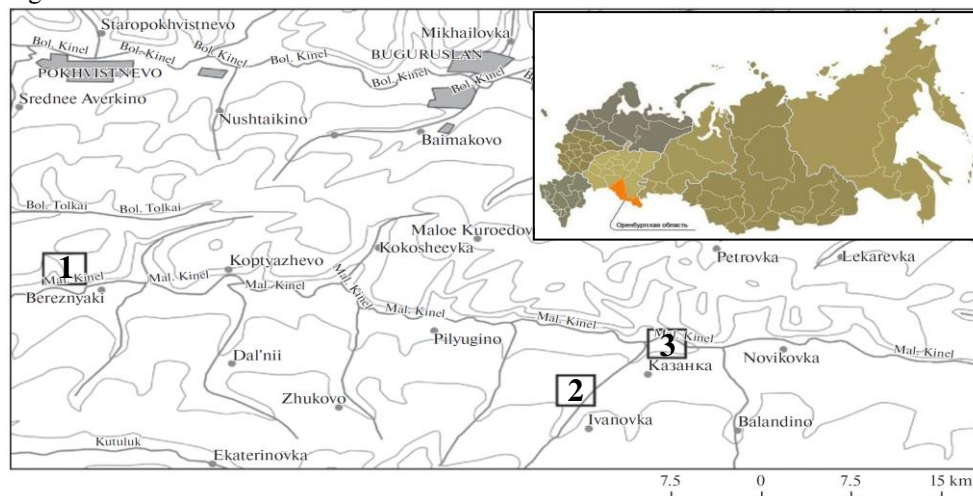 Staropokhvistnevo
Mikhailovka
Bol. Kinel
Bol. Kinel
Bol. Kinel
Bol. Kinel
BUGURUSLAN
POKHVISTNEVO
Bol. Kinel
Bol. Kinel
Srednee Averkino
Nushtaikino
Baimakovo
Оренбургская область
Bol. Tolkai
Bol. Tolkai
Maloe Kuroedov
Kokosheevka
Petrovka
Lekarevka
1
Koptyazhevo
Mal. Kinel
Mal. Kinel
Mal. Kinel
Mal. Kinel
Bereznyaki
Mal. Kinel
Mal. Kinel
Pilyugino
Mal. Kinel
3
Novikovka
Mal. Kinel
Dal'nii
Казанка
2
Zhukovo
Ivanovka
Balandino
Kutuluk
Ekaterinovka
7.5 0 7.5 15 km